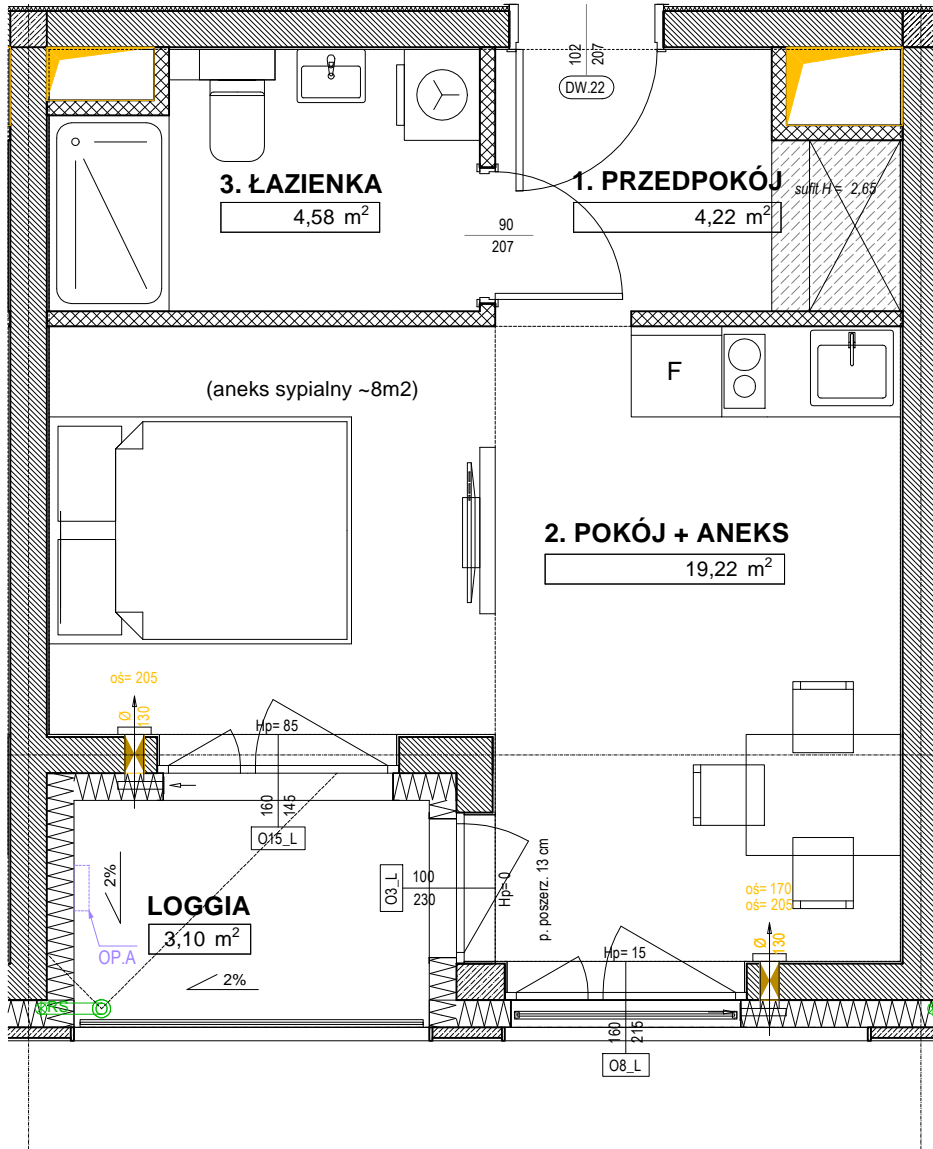 102
207
DW.22
3. ŁAZIENKA
4,58 m²
1. PRZEDPOKÓJ
4,22 m²
sufit H = 2,65
90
207
(aneks sypialny ~8m2)
F
2. POKÓJ + ANEKS
19,22 m²
oś= 205
Ø
130
Hp= 85
160
145
O15_L
2%
LOGGIA
3,10 m²
OP.A
2%
O3_L
100
230
Hp=0
p. poszerz. 13 cm
oś= 170
oś= 205
Ø
130
Hp= 15
RS
160
215
O8_L